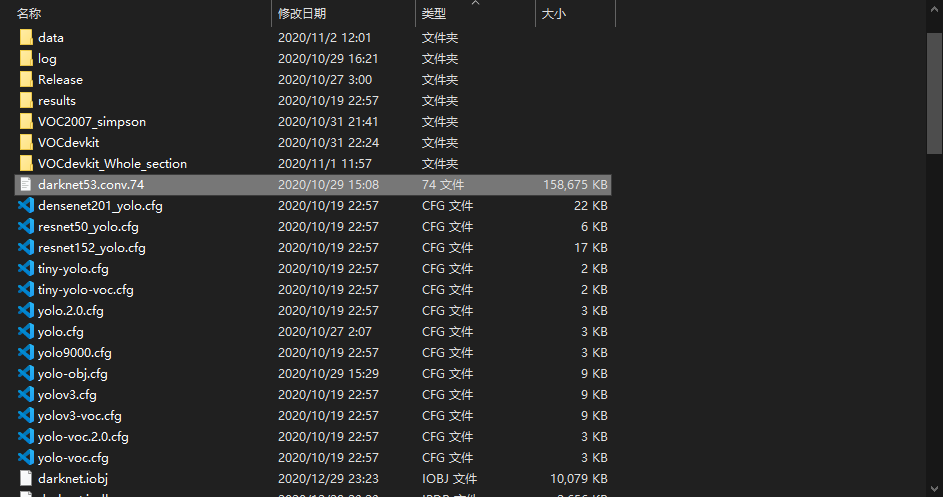 名称 修改日期 类型 大小
data 2020/11/2 12:01 文件夹
log 2020/10/29 16:21 文件夹
Release 2020/10/27 3:00 文件夹
results 2020/10/19 22:57 文件夹
VOC2007_simpson 2020/10/31 21:41 文件夹
VOCdevkit 2020/10/31 22:24 文件夹
VOCdevkit_Whole_section 2020/11/1 11:57 文件夹
darknet53.conv.74 2020/10/29 15:08 74 文件 158,675 KB
densenet201_yolo.cfg 2020/10/19 22:57 CFG 文件 22 KB
resnet50_yolo.cfg 2020/10/19 22:57 CFG 文件 6 KB
resnet152_yolo.cfg 2020/10/19 22:57 CFG 文件 17 KB
tiny-yolo.cfg 2020/10/19 22:57 CFG 文件 2 KB
tiny-yolo-voc.cfg 2020/10/19 22:57 CFG 文件 2 KB
yolo.2.0.cfg 2020/10/19 22:57 CFG 文件 3 KB
yolo.cfg 2020/10/27 2:07 CFG 文件 3 KB
yolo9000.cfg 2020/10/19 22:57 CFG 文件 3 KB
yolo-obj.cfg 2020/10/29 15:29 CFG 文件 9 KB
yolov3.cfg 2020/10/19 22:57 CFG 文件 9 KB
yolov3-voc.cfg 2020/10/19 22:57 CFG 文件 9 KB
yolo-voc.2.0.cfg 2020/10/19 22:57 CFG 文件 3 KB
yolo-voc.cfg 2020/10/19 22:57 CFG 文件 3 KB
darknet.iobj 2020/12/29 23:23 IOBJ 文件 10,079 KB